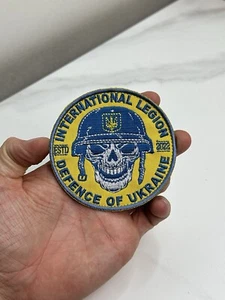 INTERNATIONAL LEGION
ESTD 2022
DEFENCE OF UKRAINE